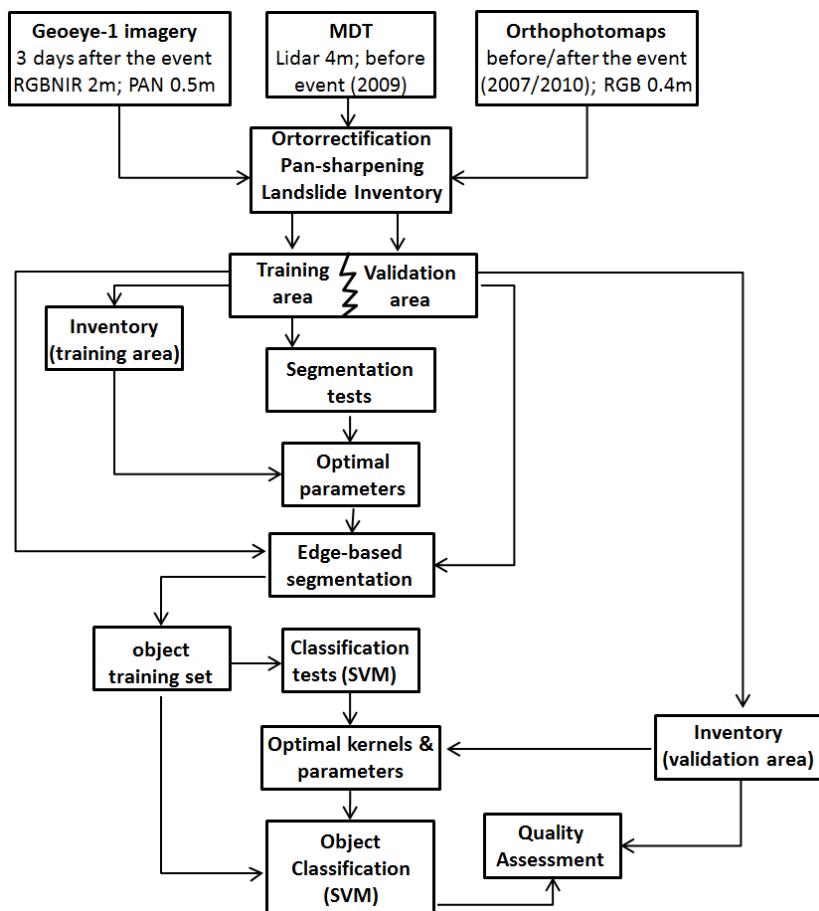 Geoeye-1 imagery
3 days after the event
RGBNIR 2m; PAN 0.5m
MDT
Lidar 4m; before
event (2009)
Orthophotomaps
before/after the event
(2007/2010); RGB 0.4m
Ortorrectification
Pan-sharpening
Landslide Inventory
Training
area
Validation
area
Inventory
(training area)
Segmentation
tests
Optimal
parameters
Edge-based
segmentation
object
training set
Classification
tests (SVM)
Optimal kernels &
parameters
Inventory
(validation area)
Object
Classification
(SVM)
Quality
Assessment